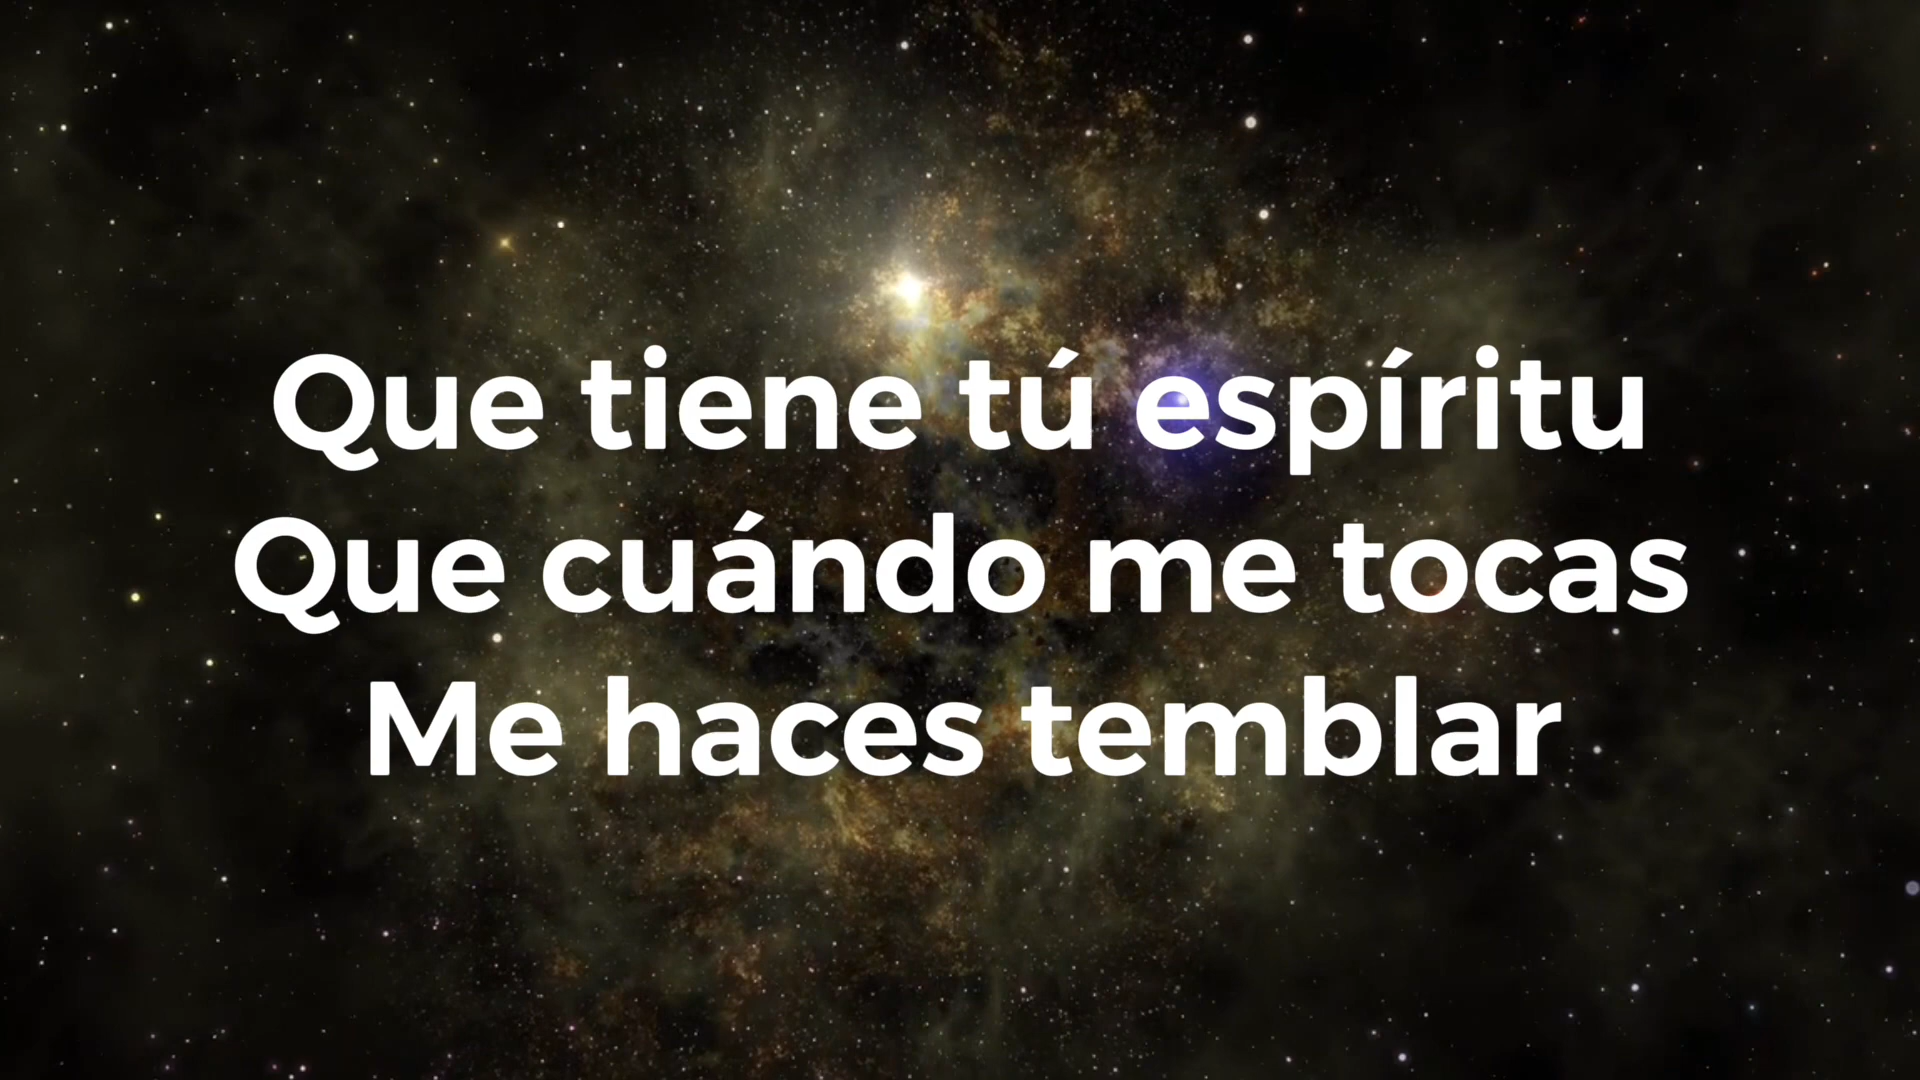 Que tiene tú espíritu
Que cuándo me tocas
Me haces temblar